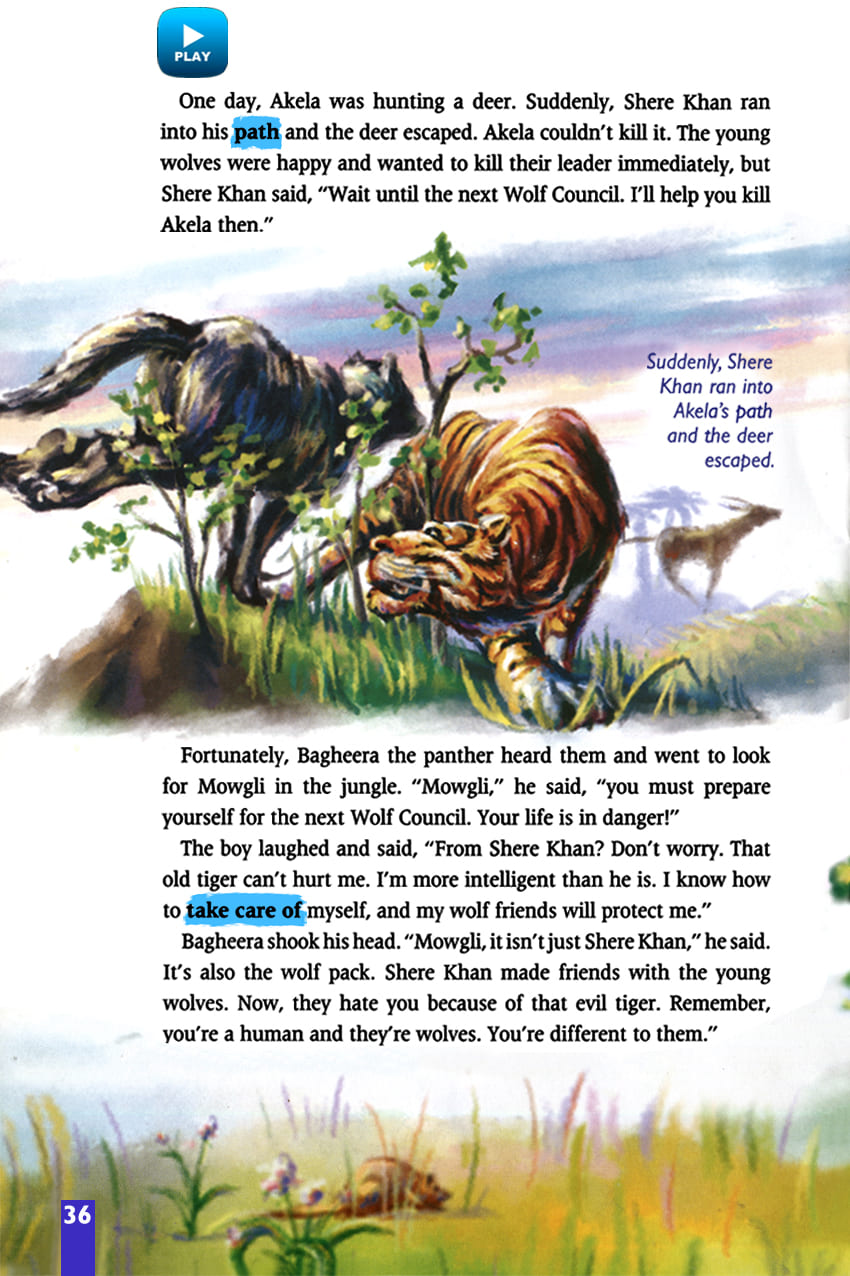 PLAY
One day, Akela was hunting a deer. Suddenly, Shere Khan ran
into his path and the deer escaped. Akela couldn't kill it. The young
wolves were happy and wanted to kill their leader immediately, but
Shere Khan said, "Wait until the next Wolf Council. I'll help you kill
Akela then."
Suddenly, Shere
Khan ran into
Akela's path
and the deer
escaped.
Fortunately, Bagheera the panther heard them and went to look
for Mowgli in the jungle. "Mowgli," he said, "you must prepare
yourself for the next Wolf Council. Your life is in danger!"
The boy laughed and said, "From Shere Khan? Don't worry. That
old tiger can't hurt me. I'm more intelligent than he is. I know how
to take care of myself, and my wolf friends will protect me."
Bagheera shook his head. "Mowgli, it isn't just Shere Khan," he said.
It's also the wolf pack. Shere Khan made friends with the young
wolves. Now, they hate you because of that evil tiger. Remember,
you're a human and they're wolves. You're different to them."
36